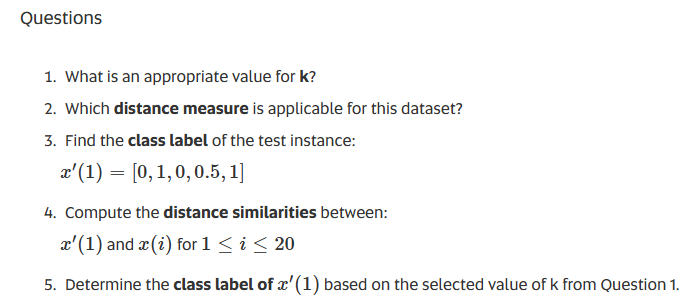 Questions
1. What is an appropriate value for k?
2. Which distance measure is applicable for this dataset?
3. Find the class label of the test instance:
x′(1) = [0, 1, 0, 0.5, 1]
4. Compute the distance similarities between:
x′(1) and x(i) for 1 ≤ i ≤ 20
5. Determine the class label of x′(1) based on the selected value of k from Question 1.